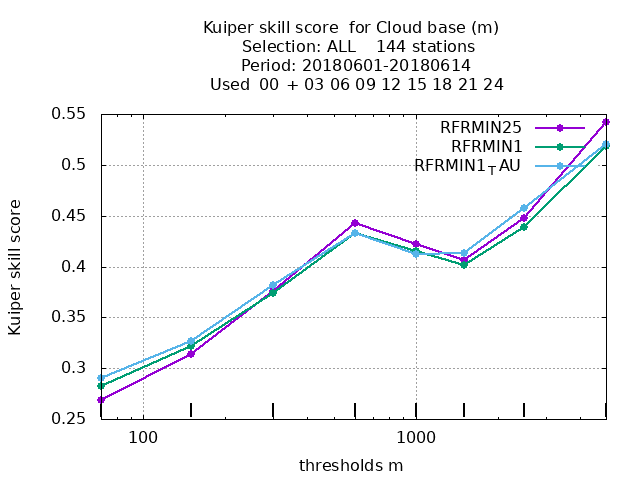 Kuiper skill score  for Cloud base (m)
Selection: ALL    144 stations
Period: 20180601-20180614
Used  00 + 03 06 09 12 15 18 21 24
RFRMIN25
RFRMIN1
RFRMIN1TAU
0.55
0.5
0.45
0.4
0.35
0.3
0.25
Kuiper skill score
100
1000
thresholds m